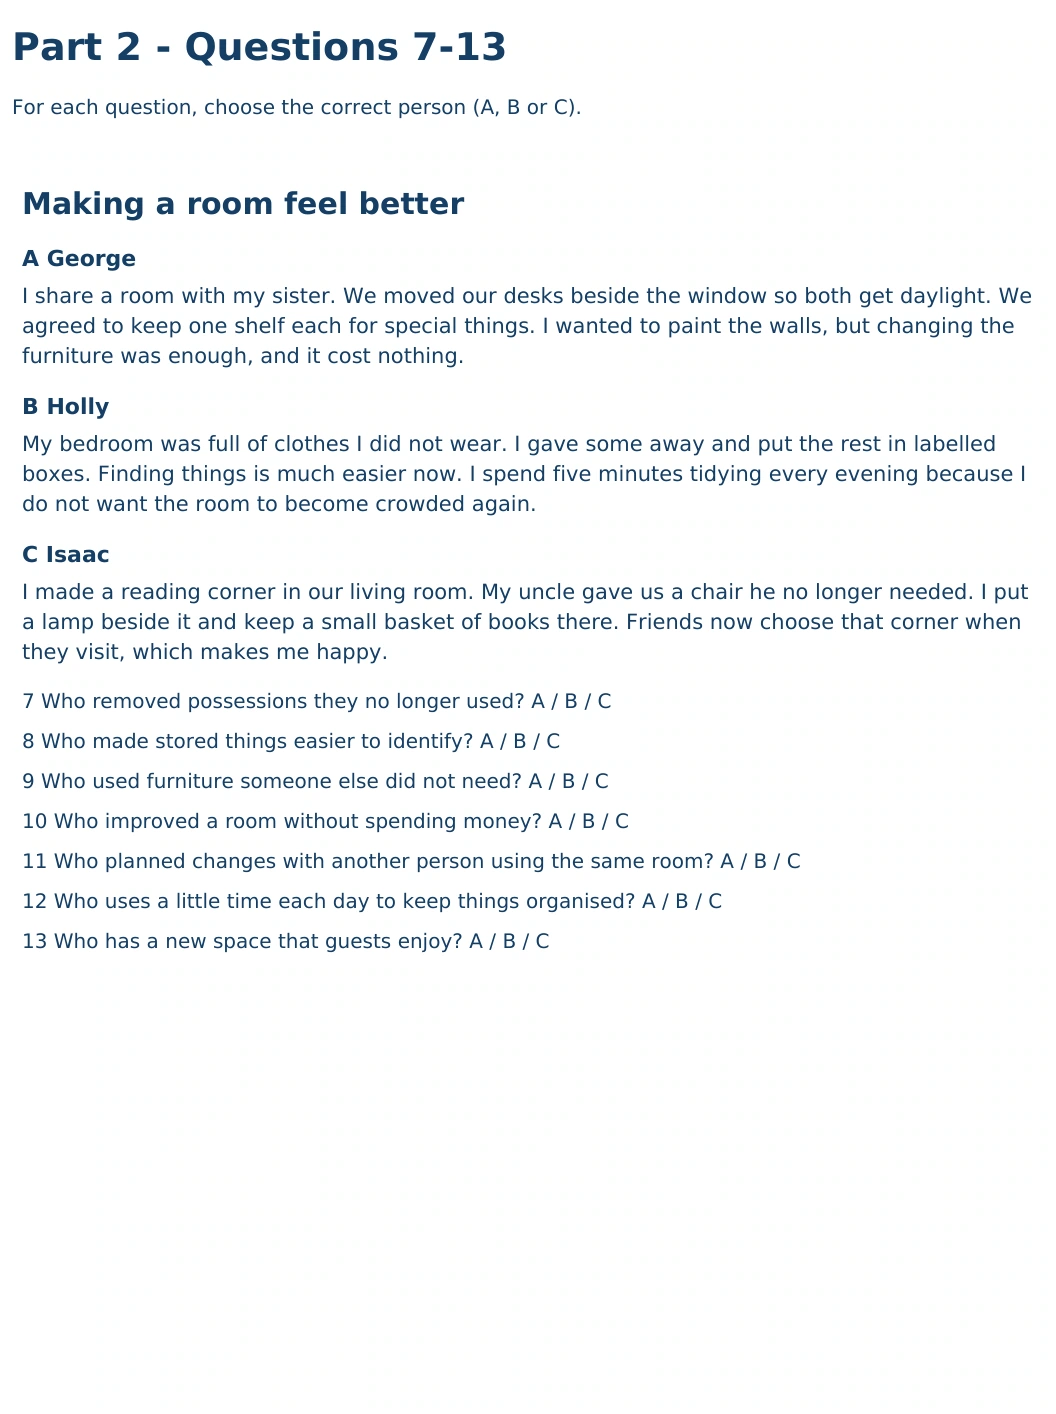 Part 2 - Questions 7-13
For each question, choose the correct person (A, B or C).
Making a room feel better
A George
I share a room with my sister. We moved our desks beside the window so both get daylight. We
agreed to keep one shelf each for special things. I wanted to paint the walls, but changing the
furniture was enough, and it cost nothing.
B Holly
My bedroom was full of clothes I did not wear. I gave some away and put the rest in labelled
boxes. Finding things is much easier now. I spend five minutes tidying every evening because I
do not want the room to become crowded again.
C Isaac
I made a reading corner in our living room. My uncle gave us a chair he no longer needed. I put
a lamp beside it and keep a small basket of books there. Friends now choose that corner when
they visit, which makes me happy.
7 Who removed possessions they no longer used? A / B / C
8 Who made stored things easier to identify? A / B / C
9 Who used furniture someone else did not need? A / B / C
10 Who improved a room without spending money? A / B / C
11 Who planned changes with another person using the same room? A / B / C
12 Who uses a little time each day to keep things organised? A / B / C
13 Who has a new space that guests enjoy? A / B / C